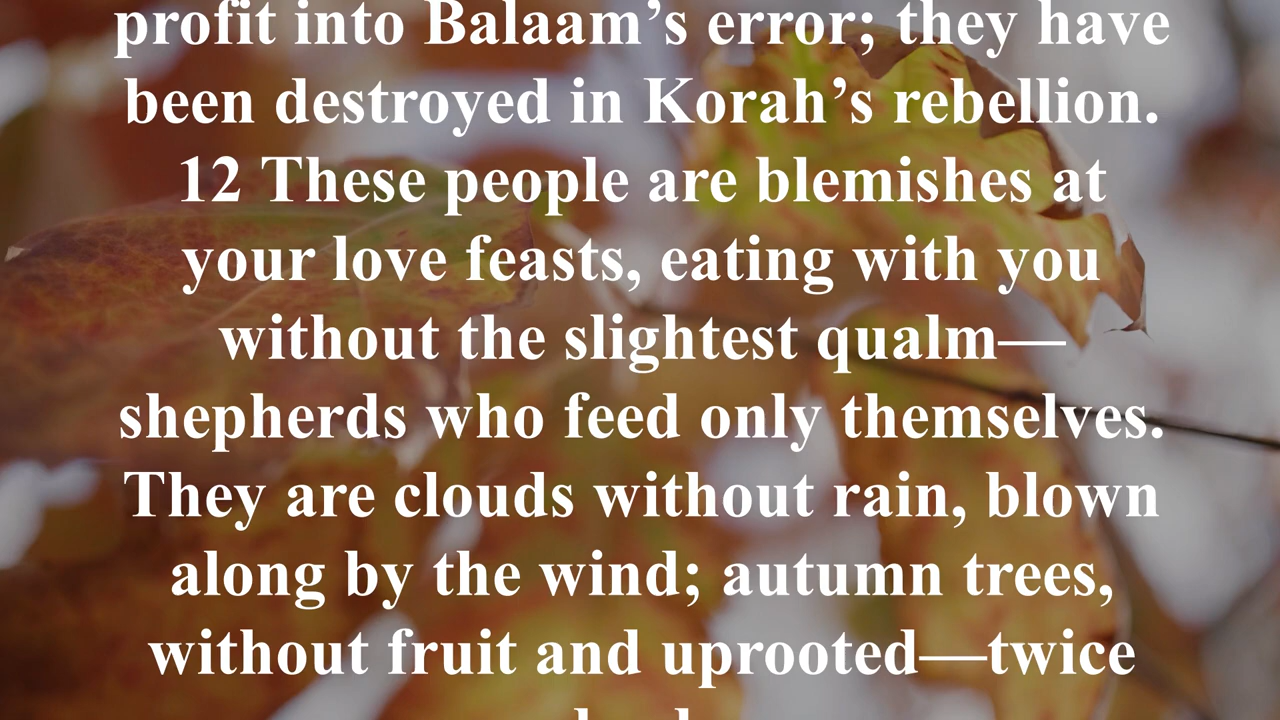 profit into Balaam’s error; they have
been destroyed in Korah’s rebellion.
12 These people are blemishes at
your love feasts, eating with you
without the slightest qualm—
shepherds who feed only themselves.
They are clouds without rain, blown
along by the wind; autumn trees,
without fruit and uprooted—twice